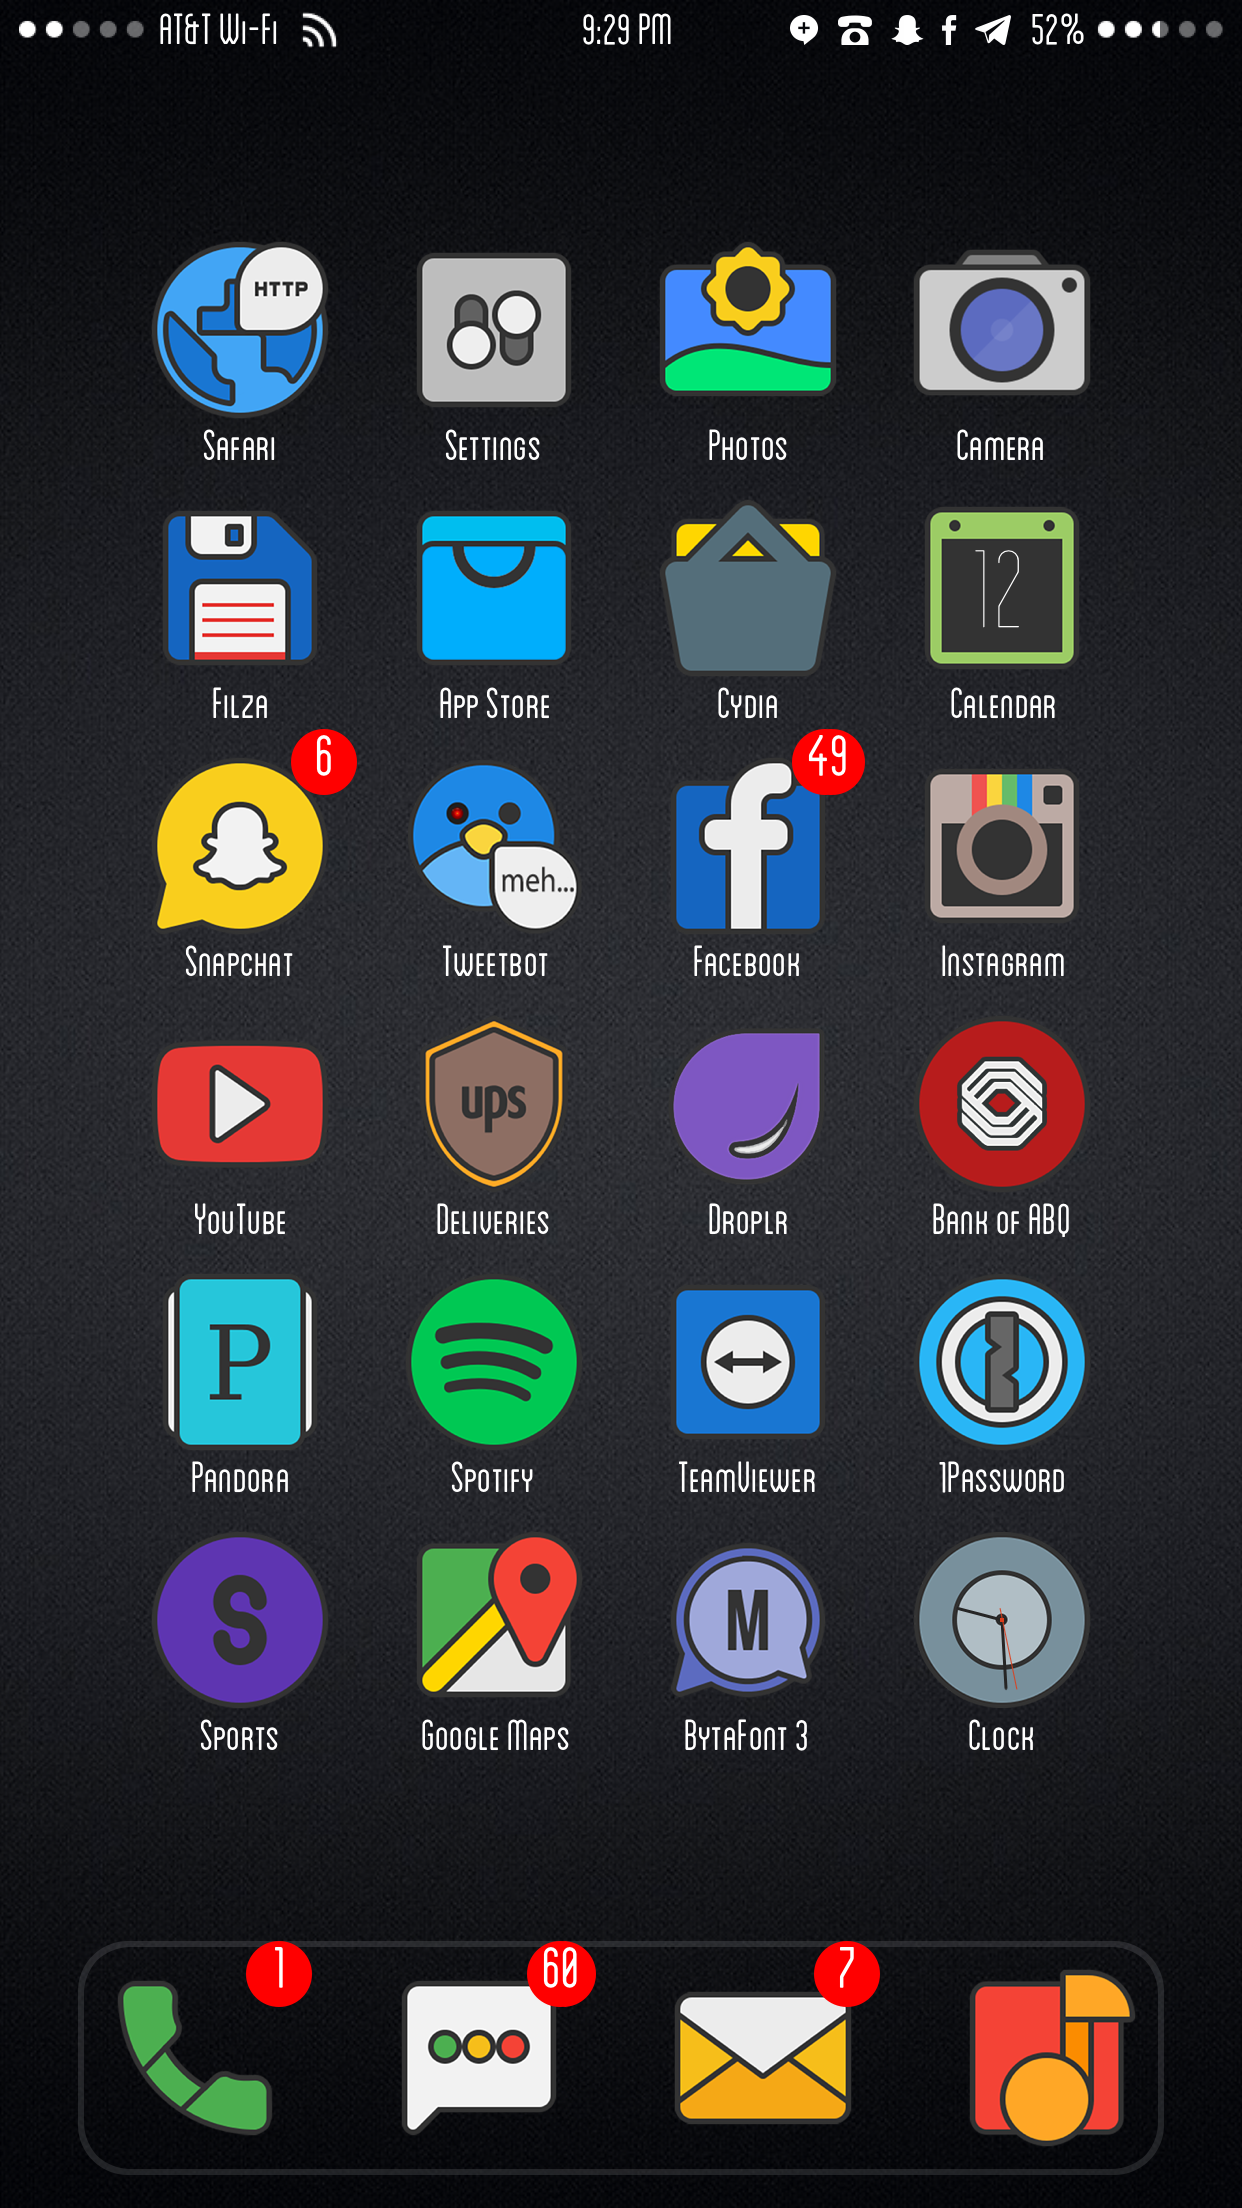 AT&T Wi-Fi 9:29 PM 52%
HTTP
Safari Settings Photos Camera
12
Filza App Store Cydia Calendar
6 49
meh...
Snapchat Tweetbot Facebook Instagram
ups
YouTube Deliveries Droplr Bank of ABQ
P
Pandora Spotify TeamViewer 1Password
S M
Sports Google Maps BytaFont 3 Clock
1 60 7